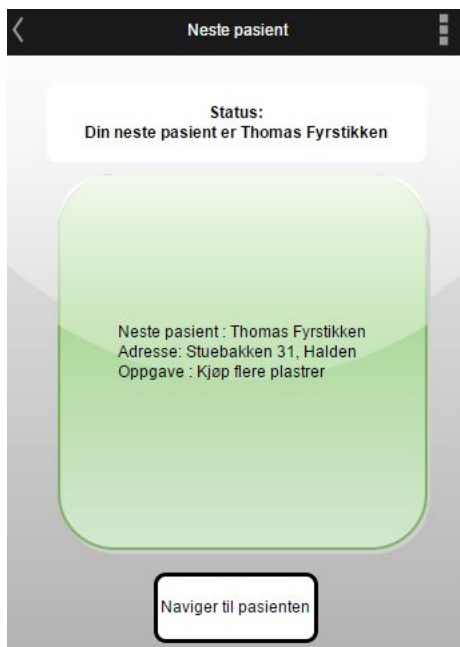 Neste pasient
Status:
Din neste pasient er Thomas Fyrstikken
Neste pasient : Thomas Fyrstikken
Adresse: Stuebakken 31, Halden
Oppgave : Kjøp flere plastrer
Naviger til pasienten